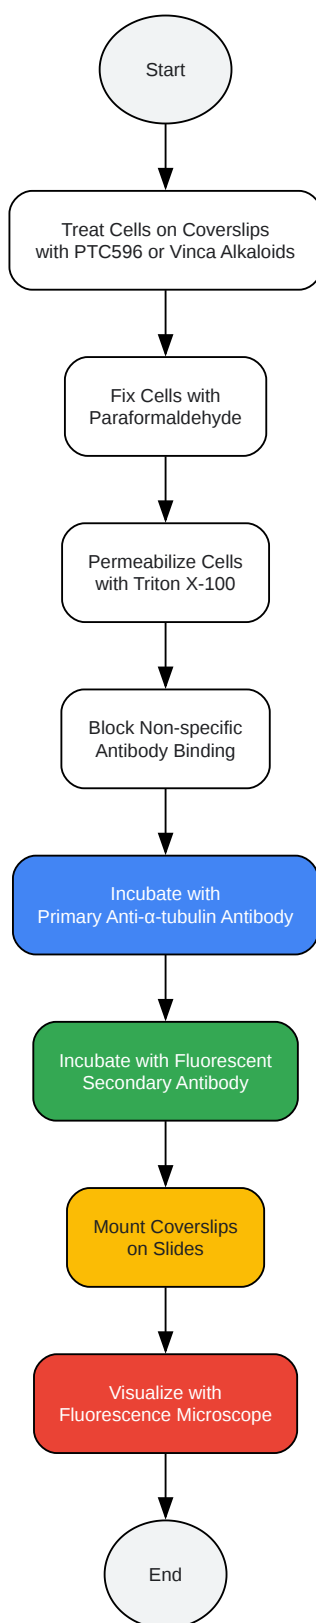 Start
Treat Cells on Coverslips
with PTC596 or Vinca Alkaloids
Fix Cells with
Paraformaldehyde
Permeabilize Cells
with Triton X-100
Block Non-specific
Antibody Binding
Incubate with
Primary Anti-α-tubulin Antibody
Incubate with Fluorescent
Secondary Antibody
Mount Coverslips
on Slides
Visualize with
Fluorescence Microscope
End